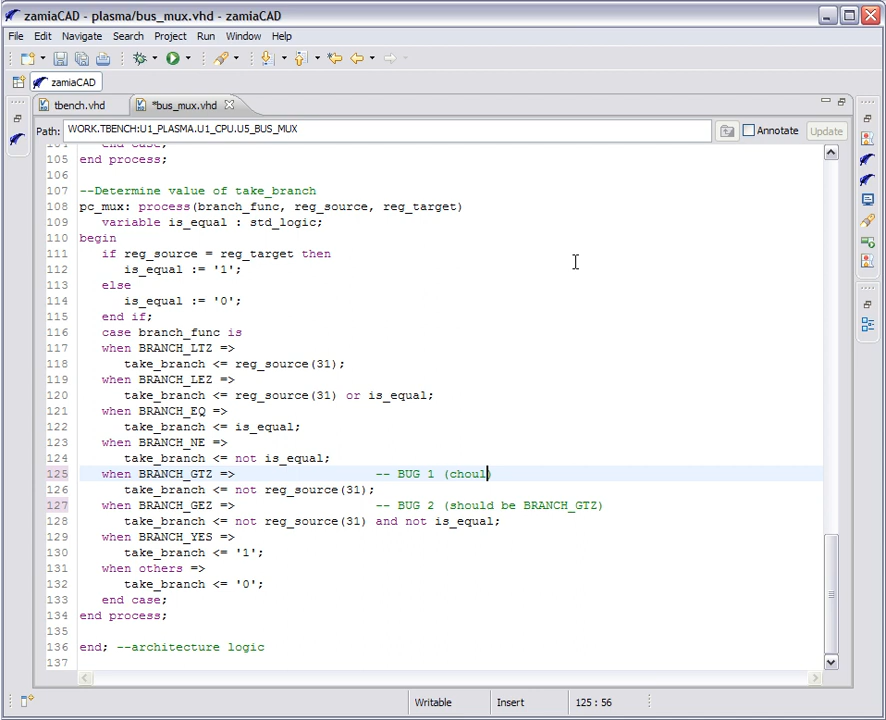 zamiaCAD - plasma/bus_mux.vhd - zamiaCAD
File Edit Navigate Search Project Run Window Help
zamiaCAD
tbench.vhd *bus_mux.vhd
Path: WORK.TBENCH:U1_PLASMA.U1_CPU.U5_BUS_MUX Annotate Update
104 end case;
105 end process;
106
107 --Determine value of take_branch
108 pc_mux: process(branch_func, reg_source, reg_target)
109 variable is_equal : std_logic;
110 begin
111 if reg_source = reg_target then
112 is_equal := '1';
113 else
114 is_equal := '0';
115 end if;
116 case branch_func is
117 when BRANCH_LTZ =>
118 take_branch <= reg_source(31);
119 when BRANCH_LEZ =>
120 take_branch <= reg_source(31) or is_equal;
121 when BRANCH_EQ =>
122 take_branch <= is_equal;
123 when BRANCH_NE =>
124 take_branch <= not is_equal;
125 when BRANCH_GTZ => -- BUG 1 (choul)
126 take_branch <= not reg_source(31);
127 when BRANCH_GEZ => -- BUG 2 (should be BRANCH_GTZ)
128 take_branch <= not reg_source(31) and not is_equal;
129 when BRANCH_YES =>
130 take_branch <= '1';
131 when others =>
132 take_branch <= '0';
133 end case;
134 end process;
135
136 end; --architecture logic
137
Writable Insert 125 : 56